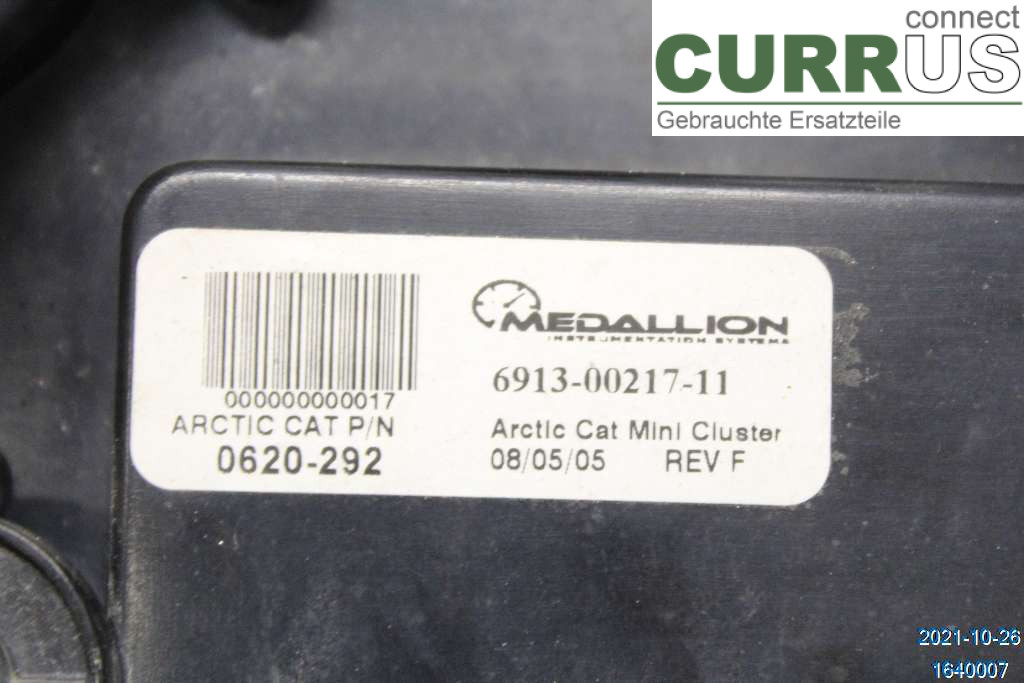 connect
CURRUS
Gebrauchte Ersatzteile
MEDALLION
INSTRUMENTATION SYSTEMS
000000000017
6913-00217-11
ARCTIC CAT P/N
0620-292
Arctic Cat Mini Cluster
08/05/05 REV F
2021-10-26
1640007